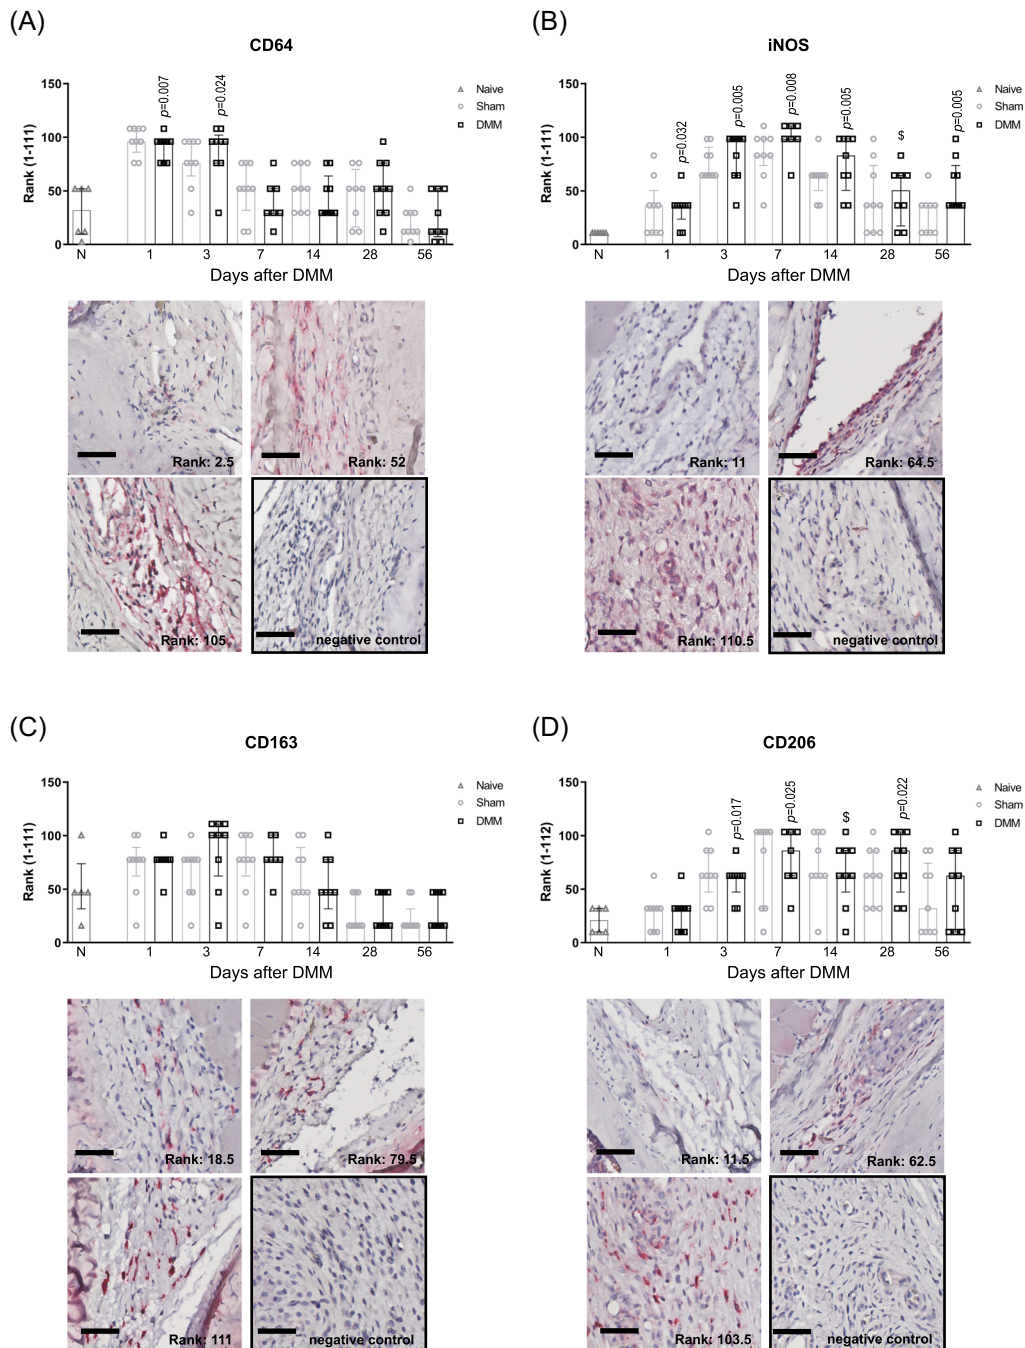 (A)
CD64
150
100
50
0
Rank (1-111)
p=0.007
p=0.024
Naive
Sham
DMM
N 1 3 7 14 28 56
Days after DMM
Rank: 2.5
Rank: 52
Rank: 105
negative control
(B)
iNOS
150
100
50
0
Rank (1-111)
p=0.032
p=0.005
p=0.008
p=0.005
$
p=0.005
Naive
Sham
DMM
N 1 3 7 14 28 56
Days after DMM
Rank: 11
Rank: 64.5
Rank: 110.5
negative control
(C)
CD163
150
100
50
0
Rank (1-111)
Naive
Sham
DMM
N 1 3 7 14 28 56
Days after DMM
Rank: 18.5
Rank: 79.5
Rank: 111
negative control
(D)
CD206
150
100
50
0
Rank (1-112)
p=0.017
p=0.025
$
p=0.022
Naive
Sham
DMM
N 1 3 7 14 28 56
Days after DMM
Rank: 11.5
Rank: 62.5
Rank: 103.5
negative control